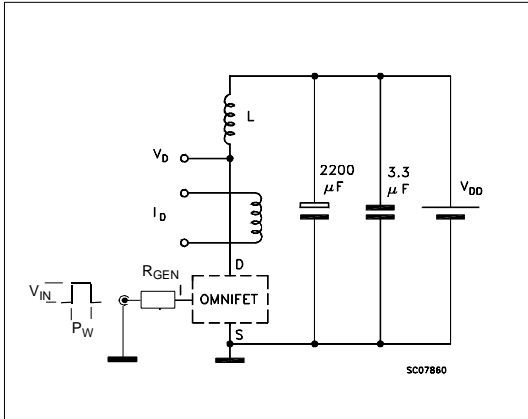 L
V_D
2200
μF
3.3
μF
V_DD
I_D
D
R_GEN
V_IN
I
OMNIFET
P_W
S
SC07860